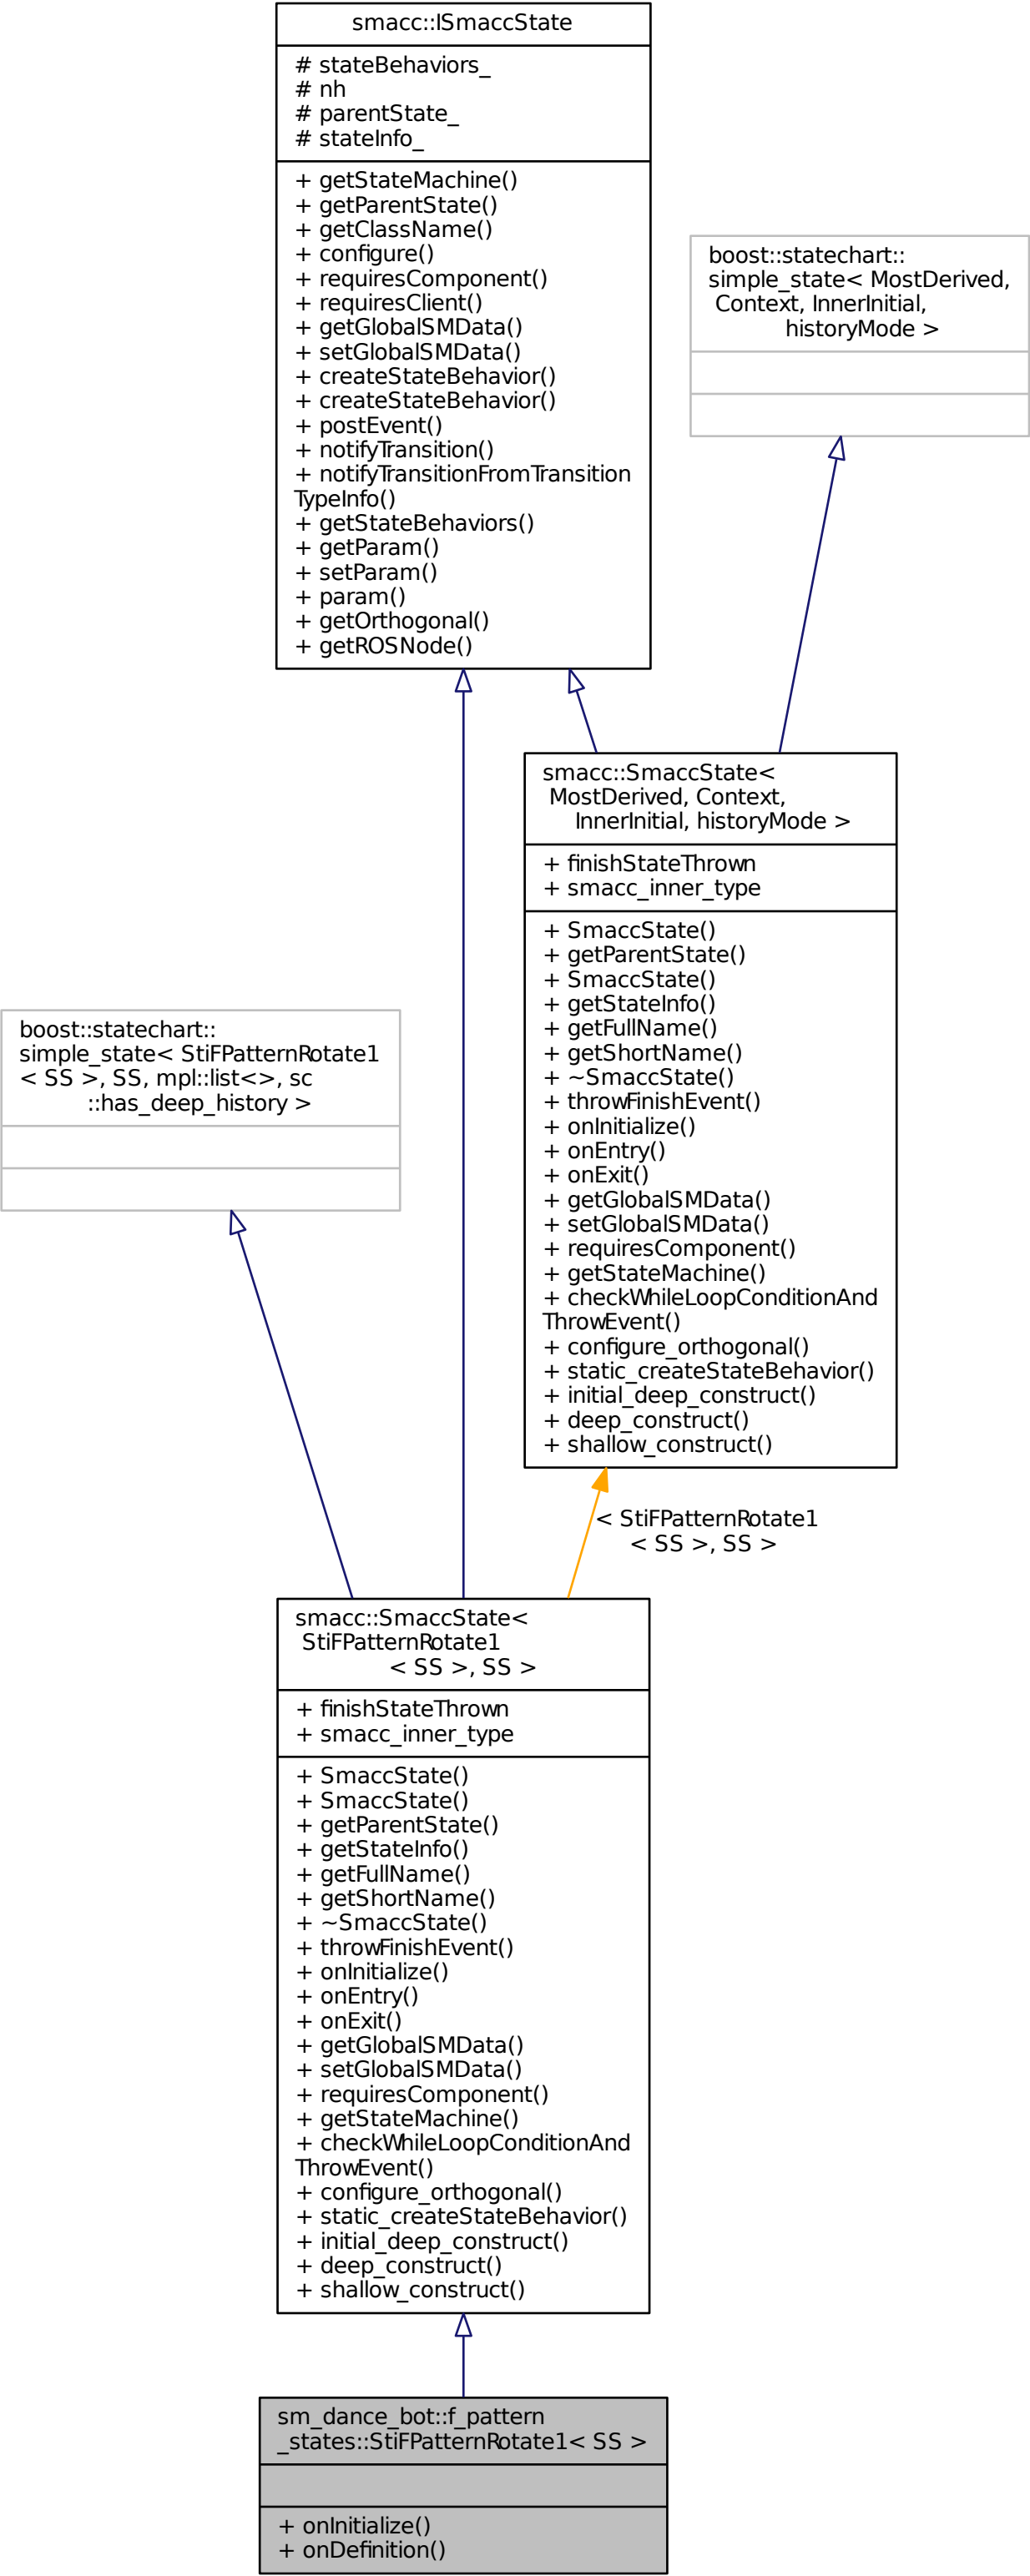 smacc::ISmaccState
# stateBehaviors_
# nh
# parentState_
# stateInfo_
+ getStateMachine()
+ getParentState()
+ getClassName()
+ configure()
+ requiresComponent()
+ requiresClient()
+ getGlobalSMData()
+ setGlobalSMData()
+ createStateBehavior()
+ createStateBehavior()
+ postEvent()
+ notifyTransition()
+ notifyTransitionFromTransition
TypeInfo()
+ getStateBehaviors()
+ getParam()
+ setParam()
+ param()
+ getOrthogonal()
+ getROSNode()
boost::statechart::
simple_state< MostDerived,
Context, InnerInitial,
historyMode >
smacc::SmaccState<
MostDerived, Context,
InnerInitial, historyMode >
+ finishStateThrown
+ smacc_inner_type
+ SmaccState()
+ getParentState()
+ SmaccState()
+ getStateInfo()
+ getFullName()
+ getShortName()
+ ~SmaccState()
+ throwFinishEvent()
+ onInitialize()
+ onEntry()
+ onExit()
+ getGlobalSMData()
+ setGlobalSMData()
+ requiresComponent()
+ getStateMachine()
+ checkWhileLoopConditionAnd
ThrowEvent()
+ configure_orthogonal()
+ static_createStateBehavior()
+ initial_deep_construct()
+ deep_construct()
+ shallow_construct()
boost::statechart::
simple_state< StiFPatternRotate1
< SS >, SS, mpl::list<>, sc
::has_deep_history >
< StiFPatternRotate1
< SS >, SS >
smacc::SmaccState<
StiFPatternRotate1
< SS >, SS >
+ finishStateThrown
+ smacc_inner_type
+ SmaccState()
+ SmaccState()
+ getParentState()
+ getStateInfo()
+ getFullName()
+ getShortName()
+ ~SmaccState()
+ throwFinishEvent()
+ onInitialize()
+ onEntry()
+ onExit()
+ getGlobalSMData()
+ setGlobalSMData()
+ requiresComponent()
+ getStateMachine()
+ checkWhileLoopConditionAnd
ThrowEvent()
+ configure_orthogonal()
+ static_createStateBehavior()
+ initial_deep_construct()
+ deep_construct()
+ shallow_construct()
sm_dance_bot::f_pattern
_states::StiFPatternRotate1< SS >
+ onInitialize()
+ onDefinition()